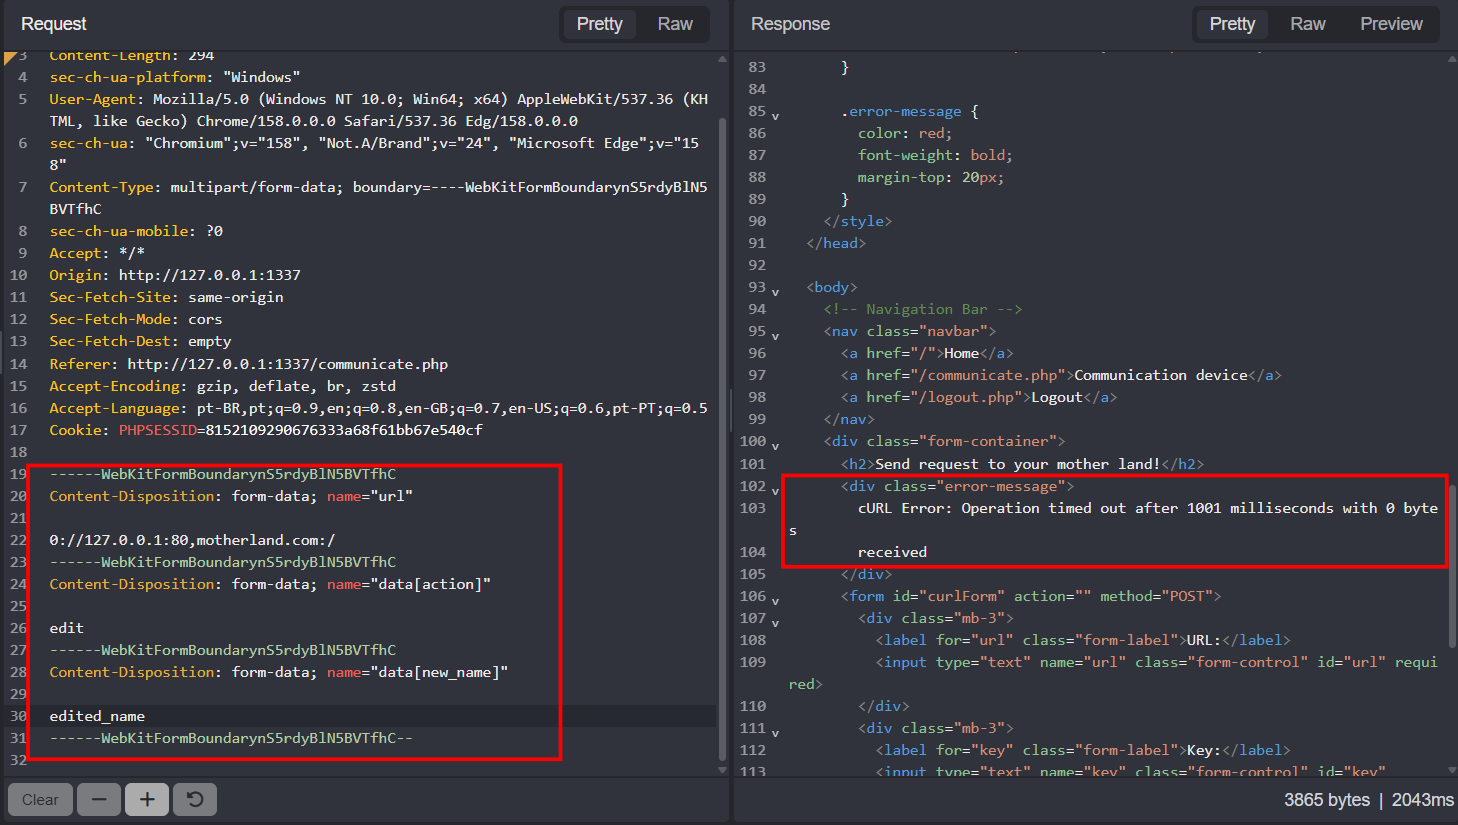 Request
Pretty
Raw
3 Content-Length: 294
4 sec-ch-ua-platform: "Windows"
5 User-Agent: Mozilla/5.0 (Windows NT 10.0; Win64; x64) AppleWebKit/537.36 (KH
TML, like Gecko) Chrome/158.0.0.0 Safari/537.36 Edg/158.0.0.0
6 sec-ch-ua: "Chromium";v="158", "Not.A/Brand";v="24", "Microsoft Edge";v="15
8"
7 Content-Type: multipart/form-data; boundary=----WebKitFormBoundarynS5rdyBlN5
BVTfhC
8 sec-ch-ua-mobile: ?0
9 Accept: */*
10 Origin: http://127.0.0.1:1337
11 Sec-Fetch-Site: same-origin
12 Sec-Fetch-Mode: cors
13 Sec-Fetch-Dest: empty
14 Referer: http://127.0.0.1:1337/communicate.php
15 Accept-Encoding: gzip, deflate, br, zstd
16 Accept-Language: pt-BR,pt;q=0.9,en;q=0.8,en-GB;q=0.7,en-US;q=0.6,pt-PT;q=0.5
17 Cookie: PHPSESSID=8152109290676333a68f61bb67e540cf
18
19 ------WebKitFormBoundarynS5rdyBlN5BVTfhC
20 Content-Disposition: form-data; name="url"
21
22 0://127.0.0.1:80,motherland.com:/
23 ------WebKitFormBoundarynS5rdyBlN5BVTfhC
24 Content-Disposition: form-data; name="data[action]"
25
26 edit
27 ------WebKitFormBoundarynS5rdyBlN5BVTfhC
28 Content-Disposition: form-data; name="data[new_name]"
29
30 edited_name
31 ------WebKitFormBoundarynS5rdyBlN5BVTfhC--
32
Clear
Response
Pretty
Raw
Preview
83 }
84
85 .error-message {
86 color: red;
87 font-weight: bold;
88 margin-top: 20px;
89 }
90 </style>
91 </head>
92
93 <body>
94 <!-- Navigation Bar -->
95 <nav class="navbar">
96 <a href="/">Home</a>
97 <a href="/communicate.php">Communication device</a>
98 <a href="/logout.php">Logout</a>
99 </nav>
100 <div class="form-container">
101 <h2>Send request to your mother land!</h2>
102 <div class="error-message">
103 cURL Error: Operation timed out after 1001 milliseconds with 0 byte
s
104 received
105 </div>
106 <form id="curlForm" action="" method="POST">
107 <div class="mb-3">
108 <label for="url" class="form-label">URL:</label>
109 <input type="text" name="url" class="form-control" id="url" requi
red>
110 </div>
111 <div class="mb-3">
112 <label for="key" class="form-label">Key:</label>
113 <input type="text" name="key" class="form-control" id="key"
3865 bytes | 2043ms